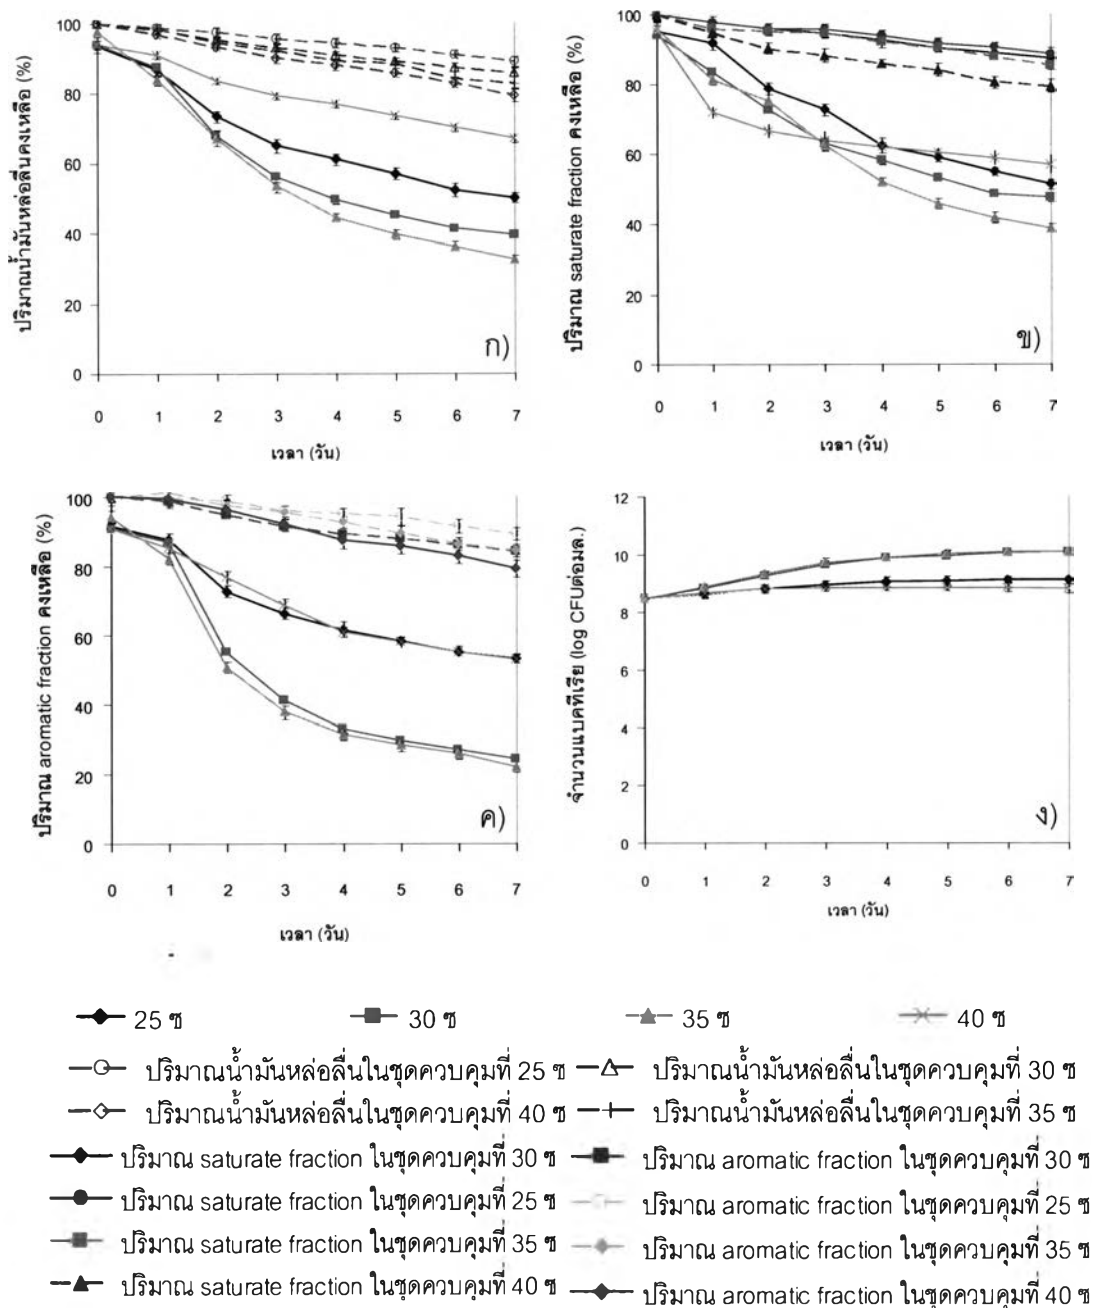 ปริมาณน้ำมันหล่อลื่นคงเหลือ (%)
100
80
60
40
20
0
0 1 2 3 4 5 6 7
เวลา (วัน)
ก)
ปริมาณ saturate fraction คงเหลือ (%)
100
80
60
40
20
0
0 1 2 3 4 5 6 7
เวลา (วัน)
ข)
ปริมาณ aromatic fraction คงเหลือ (%)
100
80
60
40
20
0
0 1 2 3 4 5 6 7
เวลา (วัน)
ค)
จำนวนแบคทีเรีย (log CFUต่อมล.)
12
10
8
6
4
2
0
0 1 2 3 4 5 6 7
เวลา (วัน)
ง)
25 ซ 30 ซ 35 ซ 40 ซ
ปริมาณน้ำมันหล่อลื่นในชุดควบคุมที่ 25 ซ ปริมาณน้ำมันหล่อลื่นในชุดควบคุมที่ 30 ซ
ปริมาณน้ำมันหล่อลื่นในชุดควบคุมที่ 40 ซ ปริมาณน้ำมันหล่อลื่นในชุดควบคุมที่ 35 ซ
ปริมาณ saturate fraction ในชุดควบคุมที่ 30 ซ ปริมาณ aromatic fraction ในชุดควบคุมที่ 30 ซ
ปริมาณ saturate fraction ในชุดควบคุมที่ 25 ซ ปริมาณ aromatic fraction ในชุดควบคุมที่ 25 ซ
ปริมาณ saturate fraction ในชุดควบคุมที่ 35 ซ ปริมาณ aromatic fraction ในชุดควบคุมที่ 35 ซ
ปริมาณ saturate fraction ในชุดควบคุมที่ 40 ซ ปริมาณ aromatic fraction ในชุดควบคุมที่ 40 ซ